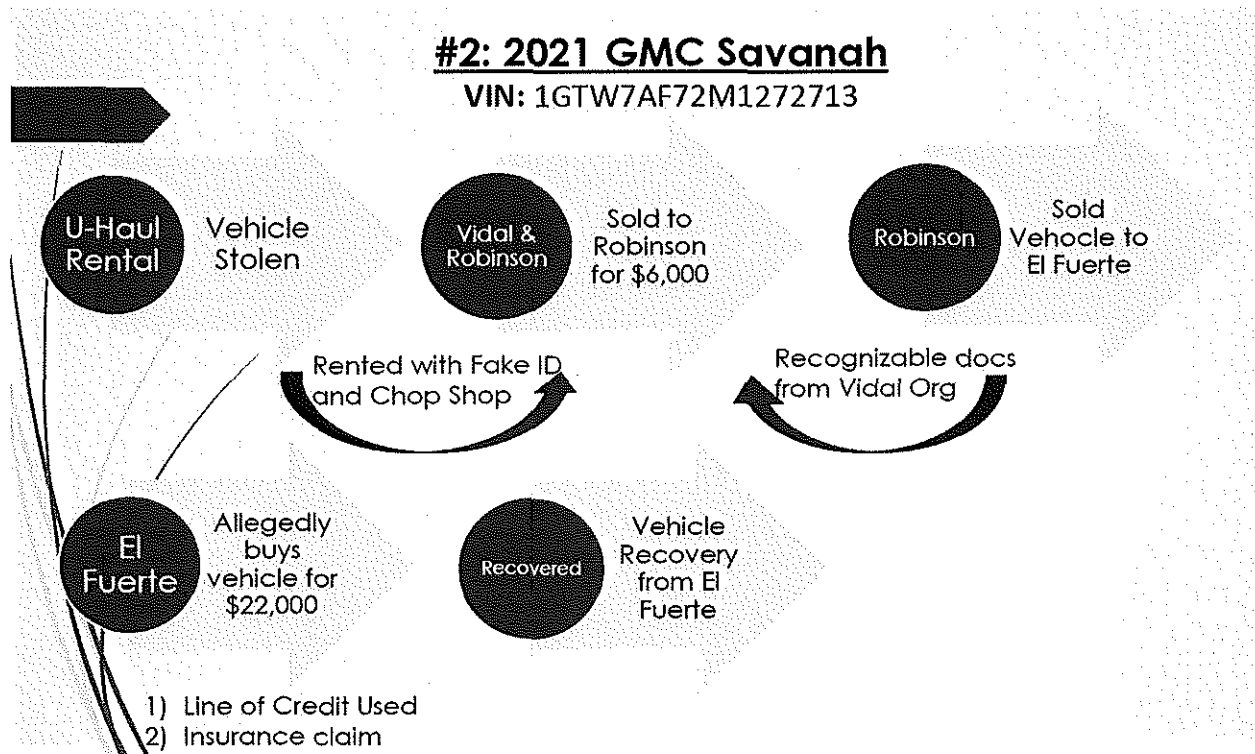 #2: 2021 GMC Savanah
VIN: 1GTW7AF72M1272713
U-Haul
Rental
Vehicle
Stolen
Vidal &
Robinson
Sold to
Robinson
for $6,000
Robinson
Sold
Vehocle to
El Fuerte
Rented with Fake ID
and Chop Shop
Recognizable docs
from Vidal Org
El
Fuerte
Allegedly
buys
vehicle for
$22,000
Recovered
Vehicle
Recovery
from El
Fuerte
1) Line of Credit Used
2) Insurance claim